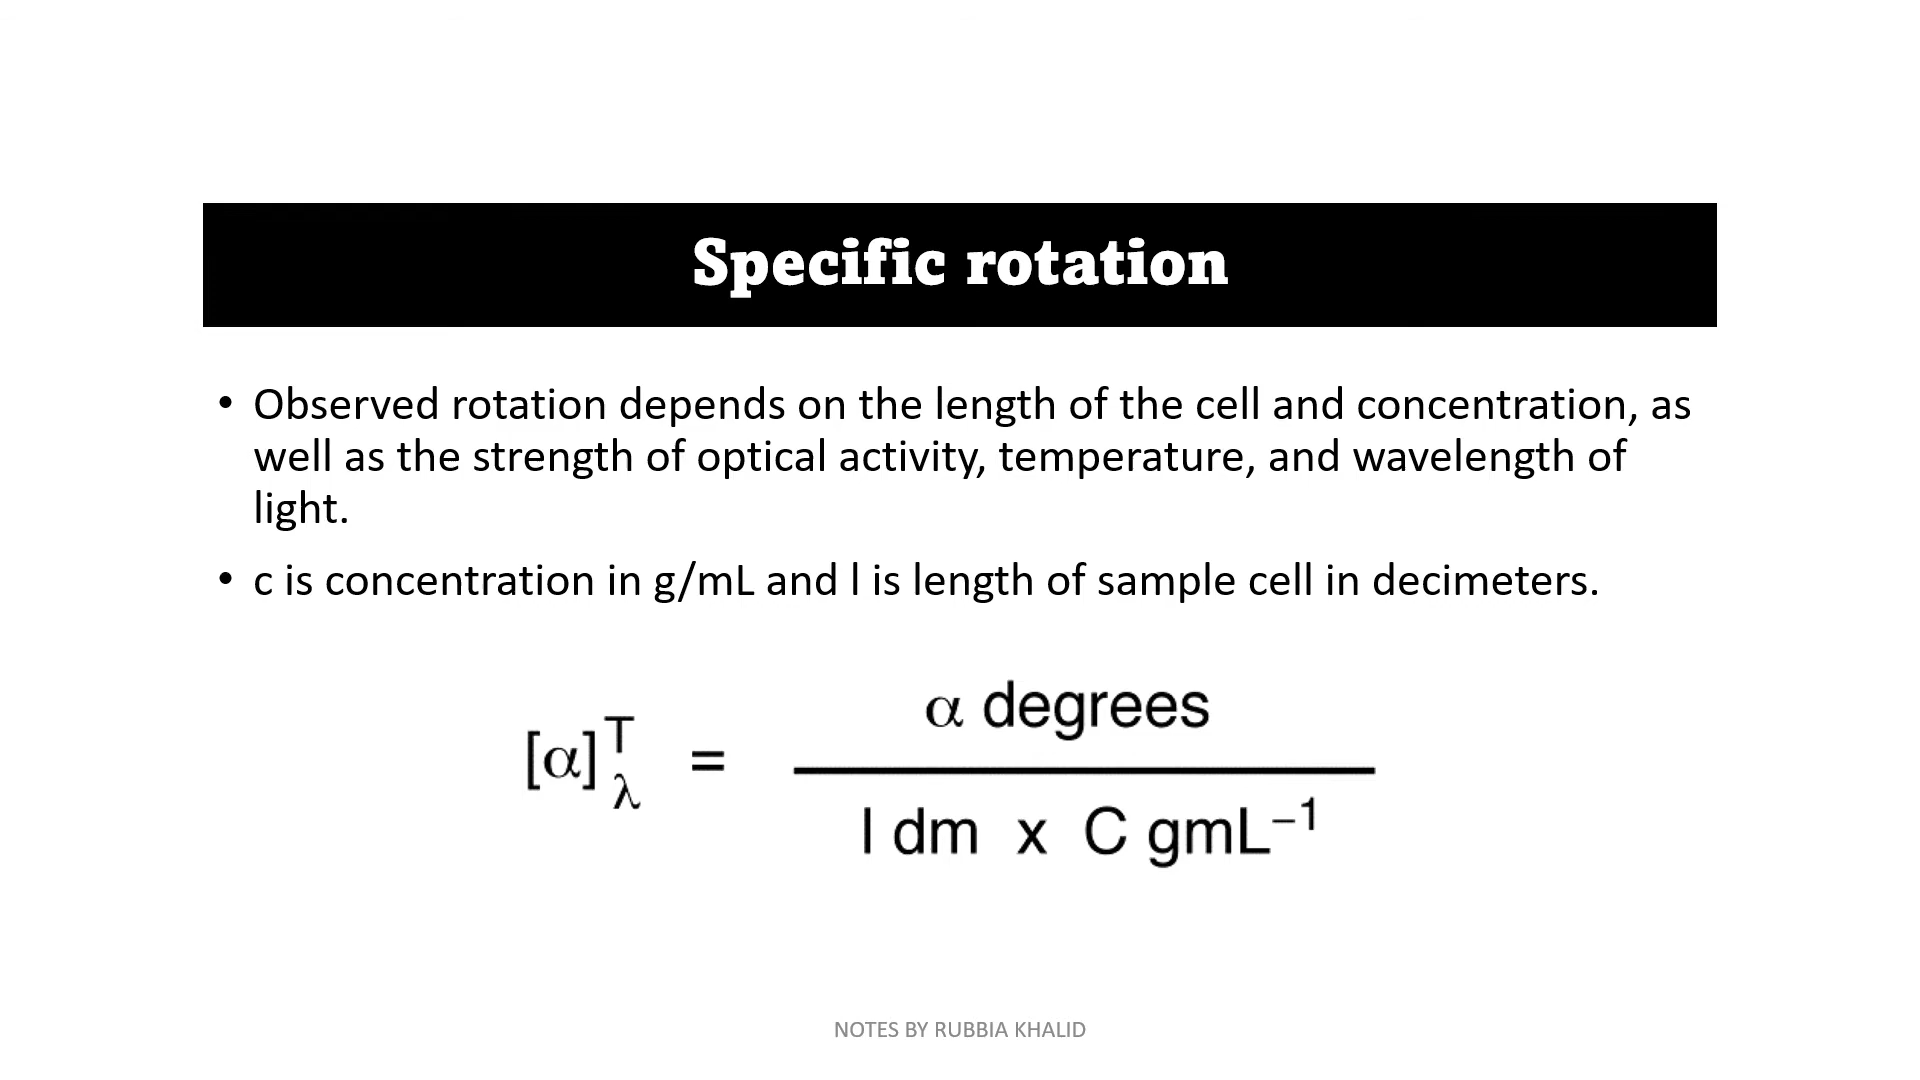 Specific rotation
• Observed rotation depends on the length of the cell and concentration, as
well as the strength of optical activity, temperature, and wavelength of
light.
• c is concentration in g/mL and l is length of sample cell in decimeters.
α degrees
[α]Tλ =
l dm x C gmL⁻¹
NOTES BY RUBBIA KHALID